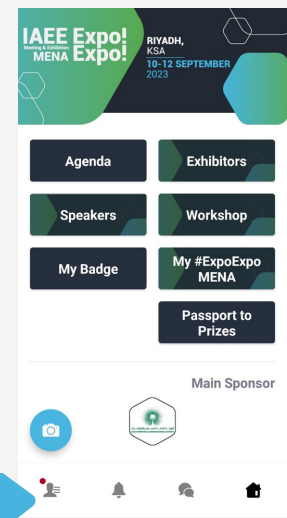 IAEE Expo!
Meeting & Exhibition
MENA Expo!
RIYADH,
KSA
10-12 SEPTEMBER
2023
Agenda
Exhibitors
Speakers
Workshop
My Badge
My #ExpoExpo
MENA
Passport to
Prizes
Main Sponsor